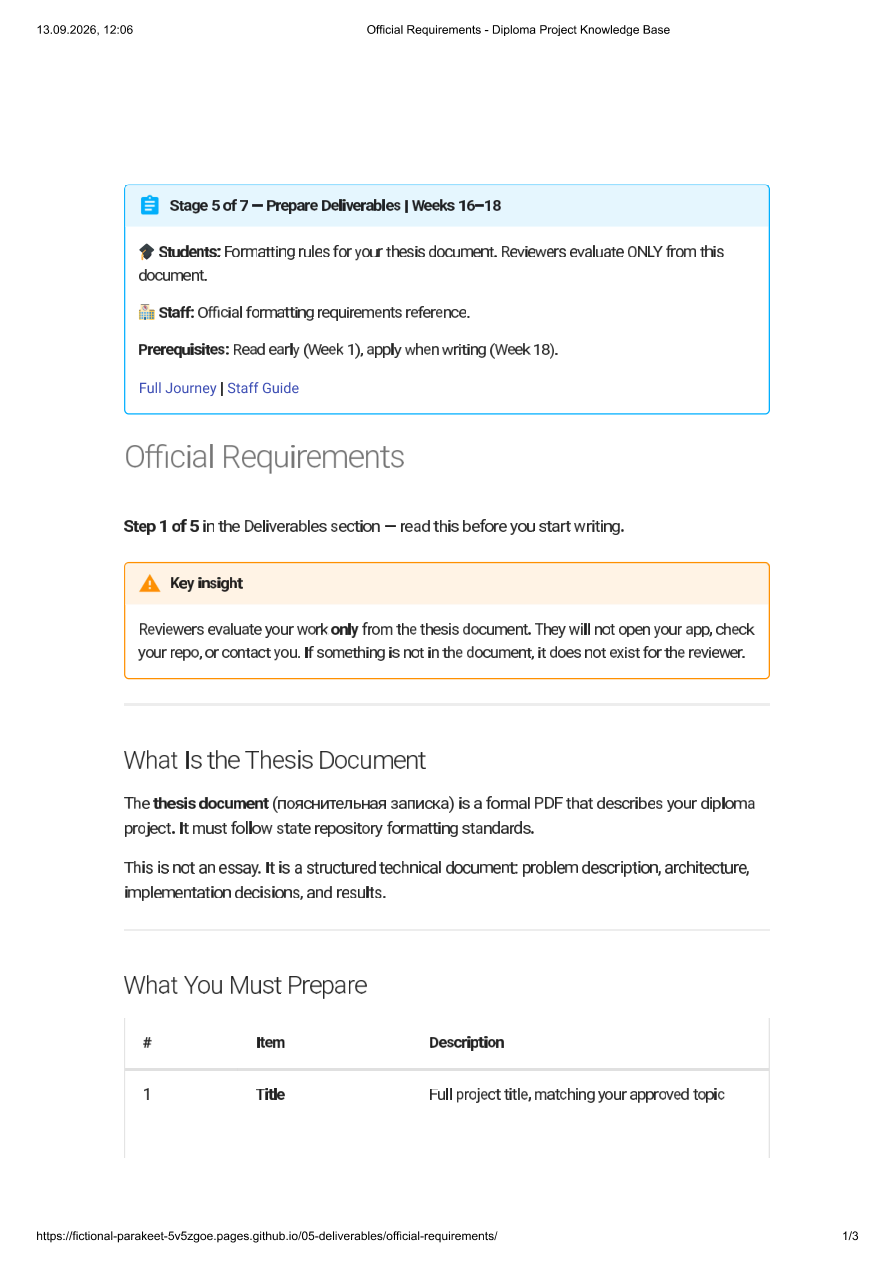 13.09.2026, 12:06
Official Requirements - Diploma Project Knowledge Base
Stage 5 of 7 — Prepare Deliverables | Weeks 16–18
Students: Formatting rules for your thesis document. Reviewers evaluate ONLY from this
document.
Staff: Official formatting requirements reference.
Prerequisites: Read early (Week 1), apply when writing (Week 18).
Full Journey | Staff Guide
Official Requirements
Step 1 of 5 in the Deliverables section — read this before you start writing.
Key insight
Reviewers evaluate your work only from the thesis document. They will not open your app, check
your repo, or contact you. If something is not in the document, it does not exist for the reviewer.
What Is the Thesis Document
The thesis document (пояснительная записка) is a formal PDF that describes your diploma
project. It must follow state repository formatting standards.
This is not an essay. It is a structured technical document: problem description, architecture,
implementation decisions, and results.
What You Must Prepare
# Item Description
1 Title Full project title, matching your approved topic
https://fictional-parakeet-5v5zgoe.pages.github.io/05-deliverables/official-requirements/
1/3